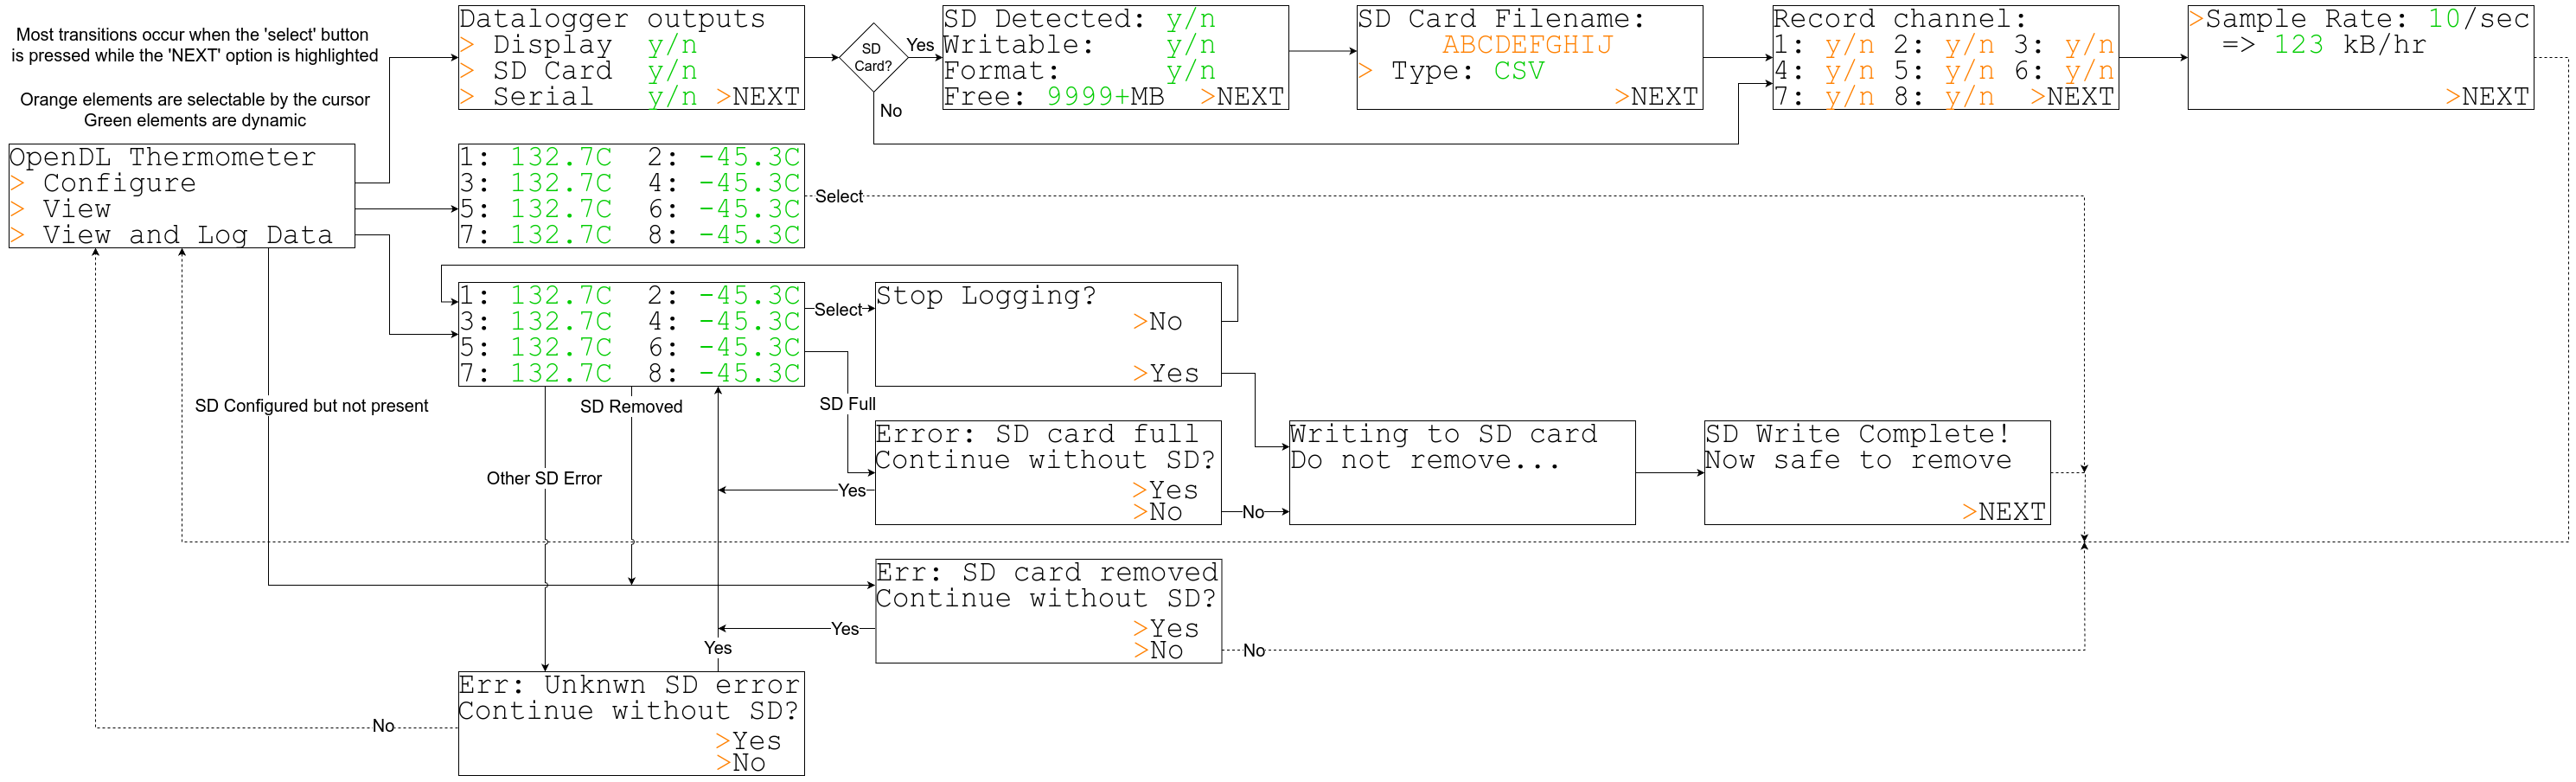 Most transitions occur when the 'select' button
is pressed while the 'NEXT' option is highlighted
Orange elements are selectable by the cursor
Green elements are dynamic
OpenDL Thermometer
> Configure
> View
> View and Log Data
Datalogger outputs
> Display y/n
> SD Card y/n
> Serial y/n >NEXT
SD
Card?
Yes
No
SD Detected: y/n
Writable: y/n
Format: y/n
Free: 9999+MB >NEXT
SD Card Filename:
ABCDEFGHIJ
> Type: CSV
>NEXT
Record channel:
1: y/n 2: y/n 3: y/n
4: y/n 5: y/n 6: y/n
7: y/n 8: y/n >NEXT
>Sample Rate: 10/sec
=> 123 kB/hr
>NEXT
1: 132.7C 2: -45.3C
3: 132.7C 4: -45.3C
5: 132.7C 6: -45.3C
7: 132.7C 8: -45.3C
Select
1: 132.7C 2: -45.3C
3: 132.7C 4: -45.3C
5: 132.7C 6: -45.3C
7: 132.7C 8: -45.3C
Select
Stop Logging?
>No
>Yes
SD Configured but not present
SD Removed
SD Full
Other SD Error
Error: SD card full
Continue without SD?
>Yes
>No
Yes
No
Writing to SD card
Do not remove...
SD Write Complete!
Now safe to remove
>NEXT
Err: SD card removed
Continue without SD?
>Yes
>No
Yes
No
Yes
Err: Unknwn SD error
Continue without SD?
>Yes
>No
No